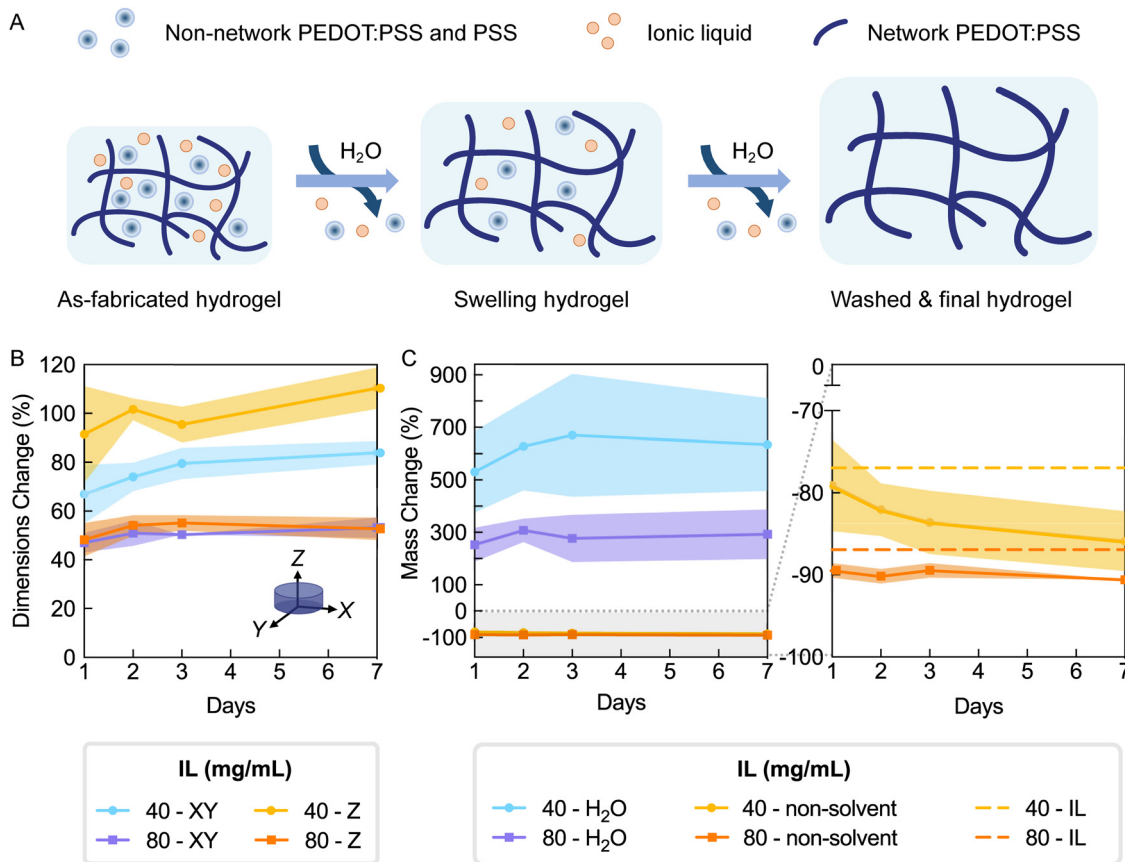 A
Non-network PEDOT:PSS and PSS
Ionic liquid
Network PEDOT:PSS
H₂O
H₂O
As-fabricated hydrogel
Swelling hydrogel
Washed & final hydrogel
B
Dimensions Change (%)
120
100
80
60
40
20
0
Z
Y
X
1 2 3 4 5 6 7
Days
C
Mass Change (%)
900
700
500
300
100
0
-100
1 2 3 4 5 6 7
Days
0
-70
-80
-90
-100
1 2 3 4 5 6 7
Days
IL (mg/mL)
40 - XY
40 - Z
80 - XY
80 - Z
IL (mg/mL)
40 - H₂O
40 - non-solvent
40 - IL
80 - H₂O
80 - non-solvent
80 - IL